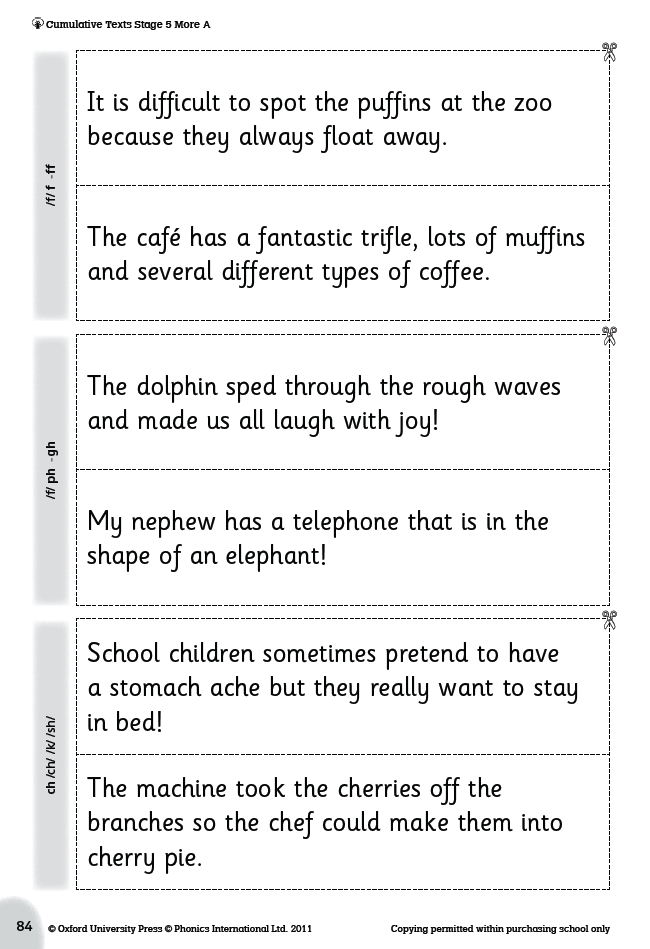 Cumulative Texts Stage 5 More A
/f/ f -ff
It is difficult to spot the puffins at the zoo
because they always float away.
The café has a fantastic trifle, lots of muffins
and several different types of coffee.
/f/ ph -gh
The dolphin sped through the rough waves
and made us all laugh with joy!
My nephew has a telephone that is in the
shape of an elephant!
ch /ch/ /k/ /sh/
School children sometimes pretend to have
a stomach ache but they really want to stay
in bed!
The machine took the cherries off the
branches so the chef could make them into
cherry pie.
84 © Oxford University Press © Phonics International Ltd. 2011 Copying permitted within purchasing school only